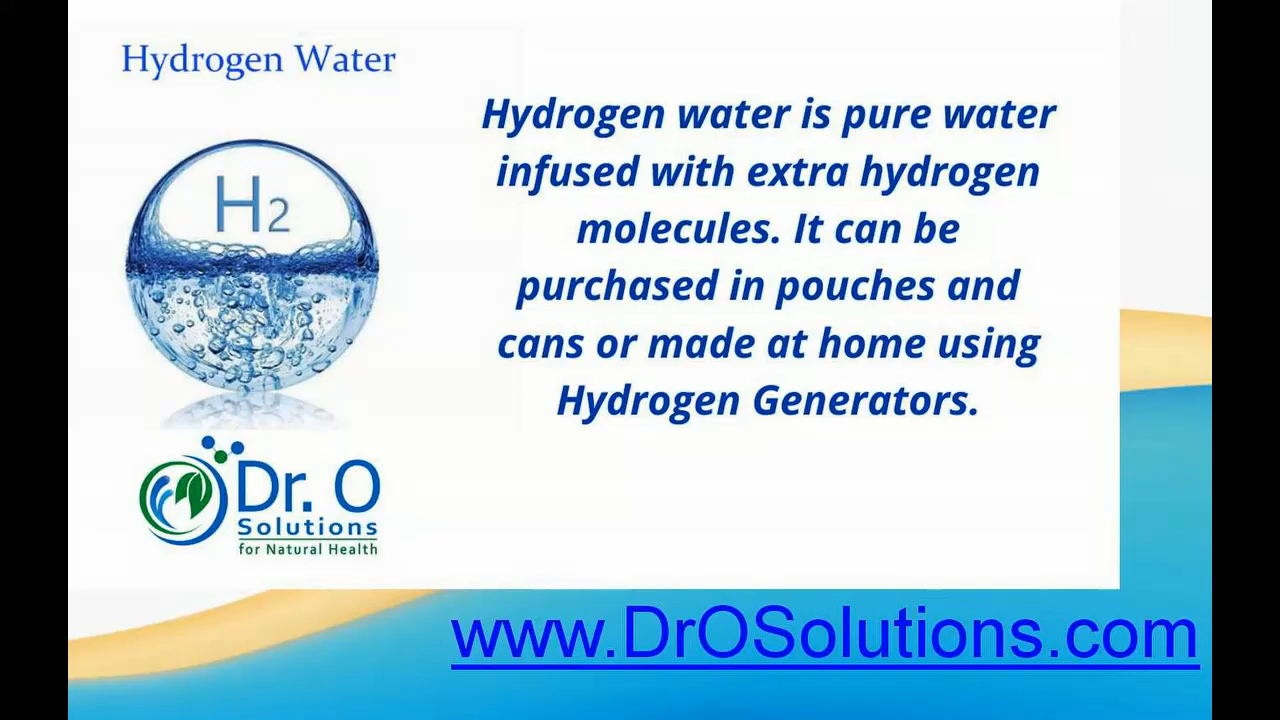 Hydrogen Water
H2
Hydrogen water is pure water
infused with extra hydrogen
molecules. It can be
purchased in pouches and
cans or made at home using
Hydrogen Generators.
Dr. O
Solutions
for Natural Health
www.DrOSolutions.com